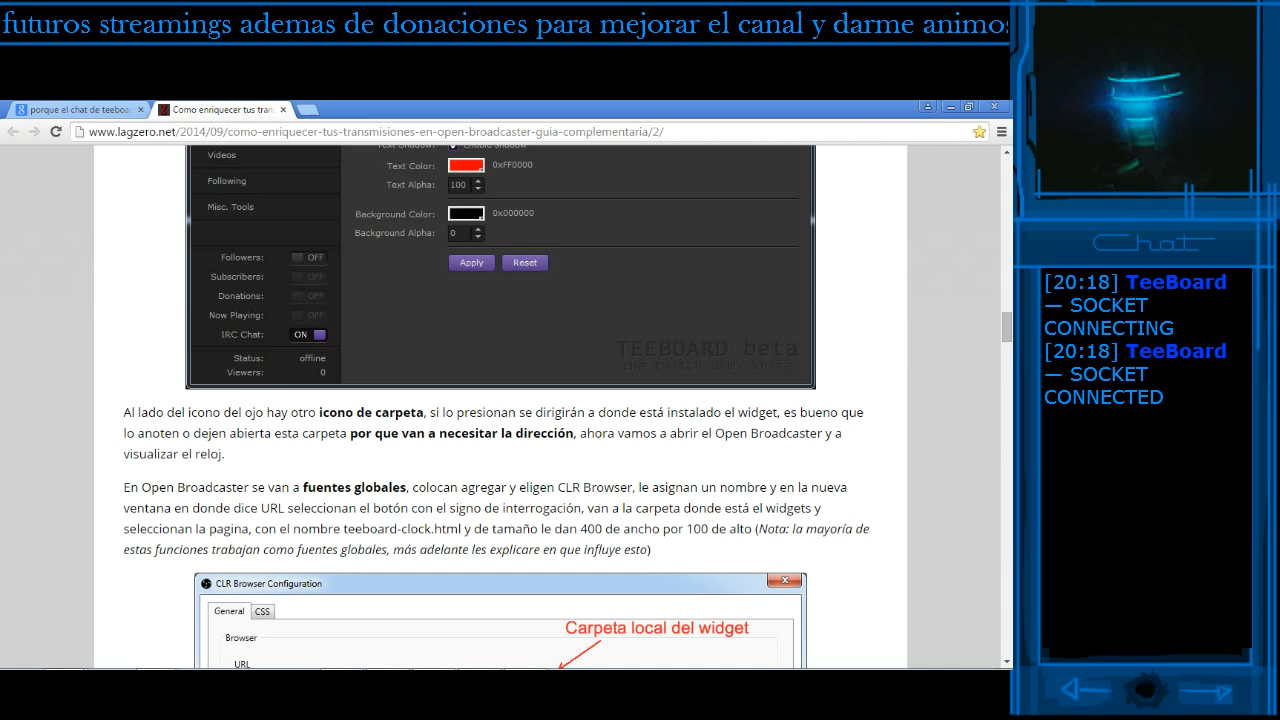 futuros streamings ademas de donaciones para mejorar el canal y darme animos
porque el chat de teeboar
Como enriquecer tus tran
www.lagzero.net/2014/09/como-enriquecer-tus-transmisiones-en-open-broadcaster-guia-complementaria/2/
Text Shadow: Enable Shadow
Videos
Text Color: 0xFF0000
Following
Text Alpha: 100
Misc. Tools
Background Color: 0x000000
Background Alpha: 0
Followers: OFF
Apply Reset
Subscribers: OFF
Donations: OFF
Now Playing: OFF
IRC Chat: ON
TEEBOARD beta
Status: offline
the twitch army knife
Viewers: 0
Al lado del icono del ojo hay otro icono de carpeta, si lo presionan se dirigirán a donde está instalado el widget, es bueno que
lo anoten o dejen abierta esta carpeta por que van a necesitar la dirección, ahora vamos a abrir el Open Broadcaster y a
visualizar el reloj.
En Open Broadcaster se van a fuentes globales, colocan agregar y eligen CLR Browser, le asignan un nombre y en la nueva
ventana en donde dice URL seleccionan el botón con el signo de interrogación, van a la carpeta donde está el widgets y
seleccionan la pagina, con el nombre teeboard-clock.html y de tamaño le dan 400 de ancho por 100 de alto (Nota: la mayoría de
estas funciones trabajan como fuentes globales, más adelante les explicare en que influye esto)
CLR Browser Configuration
General CSS
Carpeta local del widget
Browser
URL
Chat
[20:18] TeeBoard
— SOCKET
CONNECTING
[20:18] TeeBoard
— SOCKET
CONNECTED